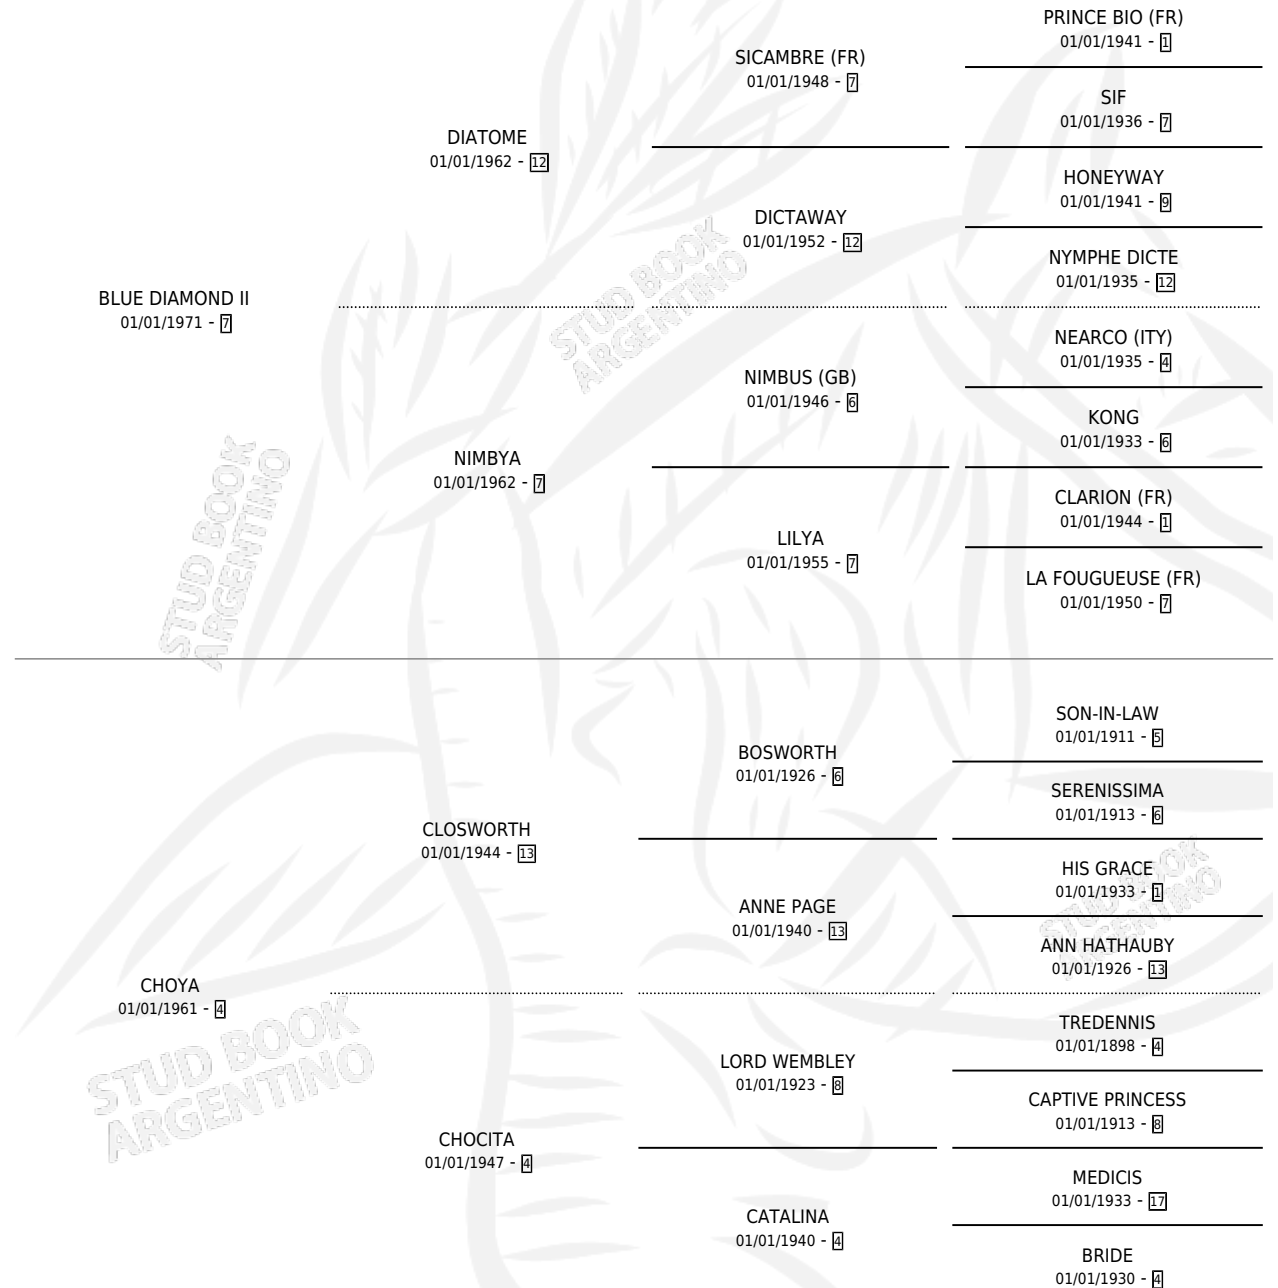 PRINCE BIO (FR)
01/01/1941 - 1
SICAMBRE (FR)
01/01/1948 - 7
SIF
01/01/1936 - 7
DIATOME
01/01/1962 - 12
HONEYWAY
01/01/1941 - 9
DICTAWAY
01/01/1952 - 12
NYMPHE DICTE
01/01/1935 - 12
BLUE DIAMOND II
01/01/1971 - 7
STUD BOOK
ARGENTINO
NEARCO (ITY)
01/01/1935 - 4
NIMBUS (GB)
01/01/1946 - 6
KONG
01/01/1933 - 6
NIMBYA
01/01/1962 - 7
CLARION (FR)
01/01/1944 - 1
LILYA
01/01/1955 - 7
LA FOUGUEUSE (FR)
01/01/1950 - 7
STUD BOOK
ARGENTINO
SON-IN-LAW
01/01/1911 - 5
BOSWORTH
01/01/1926 - 6
SERENISSIMA
01/01/1913 - 6
CLOSWORTH
01/01/1944 - 13
HIS GRACE
01/01/1933 - 1
ANNE PAGE
01/01/1940 - 13
ANN HATHAUBY
01/01/1926 - 13
STUD BOOK
ARGENTINO
CHOYA
01/01/1961 - 4
TREDENNIS
01/01/1898 - 4
LORD WEMBLEY
01/01/1923 - 8
CAPTIVE PRINCESS
01/01/1913 - 8
STUD BOOK
ARGENTINO
CHOCITA
01/01/1947 - 4
MEDICIS
01/01/1933 - 17
CATALINA
01/01/1940 - 4
BRIDE
01/01/1930 - 4